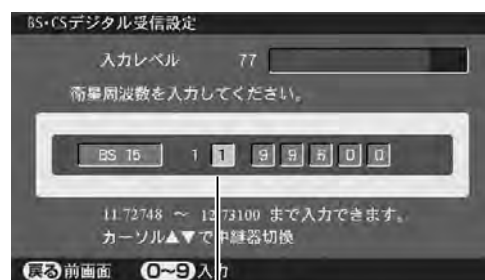 BS・CSデジタル受信設定
入力レベル 77
衛星周波数を入力してください。
BS 15 1 1 9 9 6 0 0
11.72748 ～ 12.73100 まで入力できます。
カーソル▲▼で中継器切換
戻る 前画面 0～9 入力